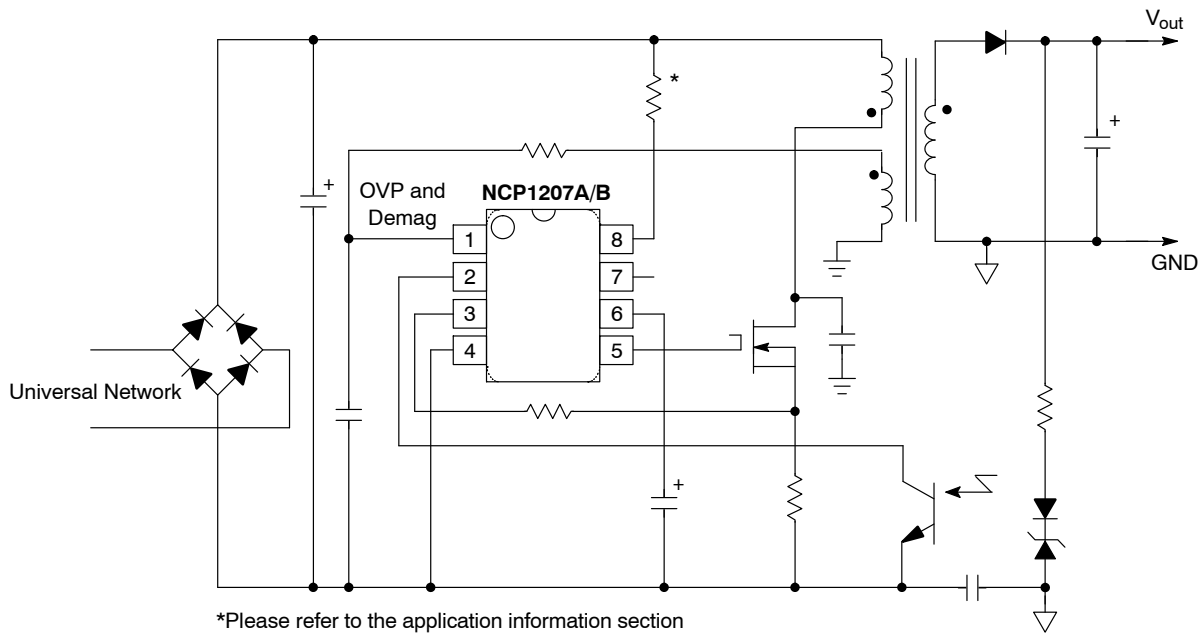 Vout
*
+
+
OVP and
Demag
NCP1207A/B
1
8
2
7
3
6
4
5
GND
Universal Network
+
*Please refer to the application information section